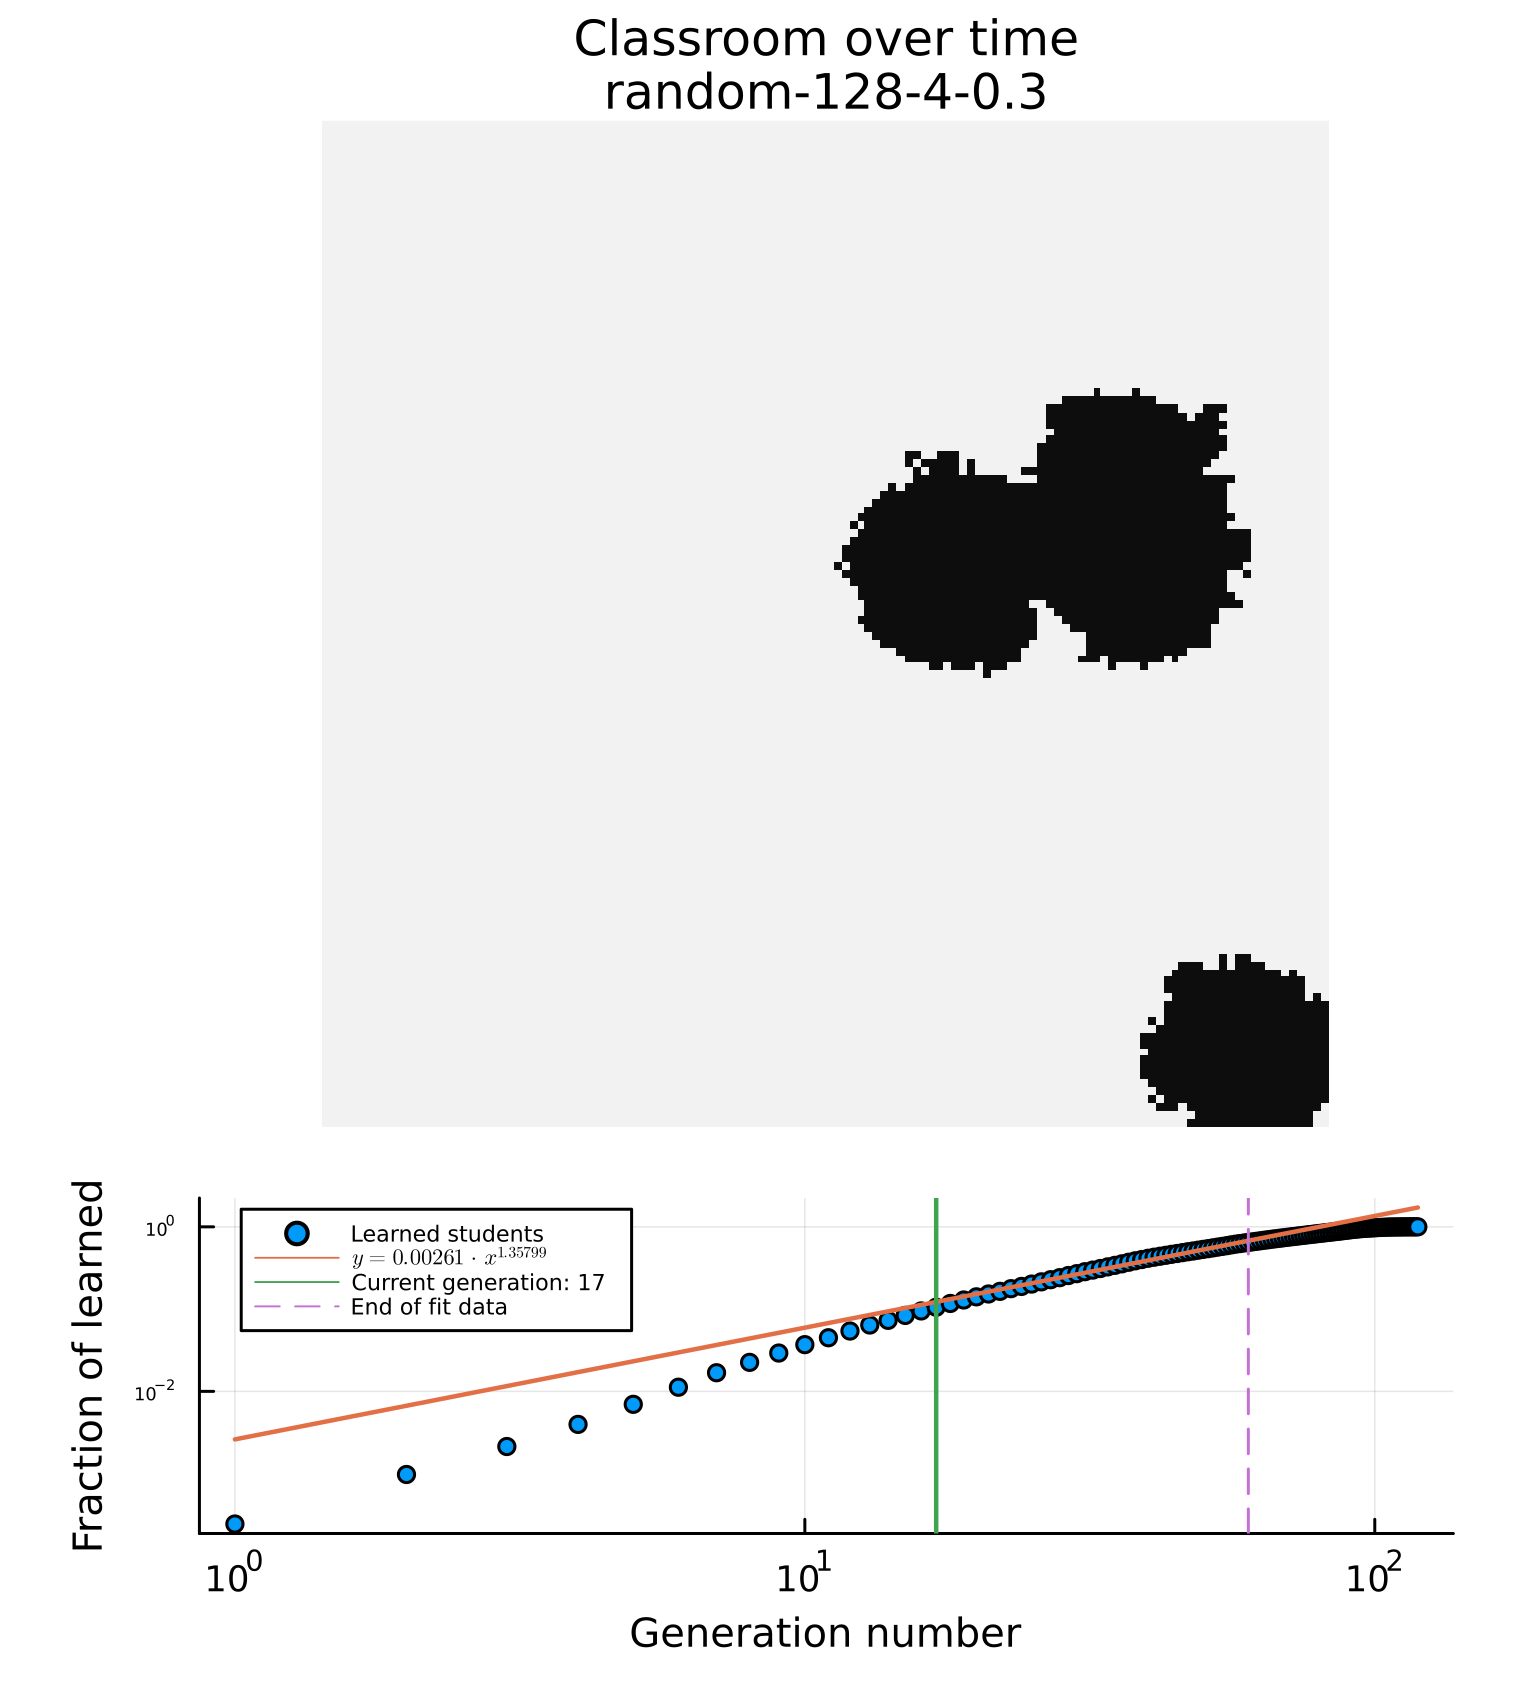 Classroom over time
random-128-4-0.3
Fraction of learned
10^0
10^-2
Learned students
y = 0.00261 · x^1.35799
Current generation: 17
End of fit data
10^0
10^1
10^2
Generation number